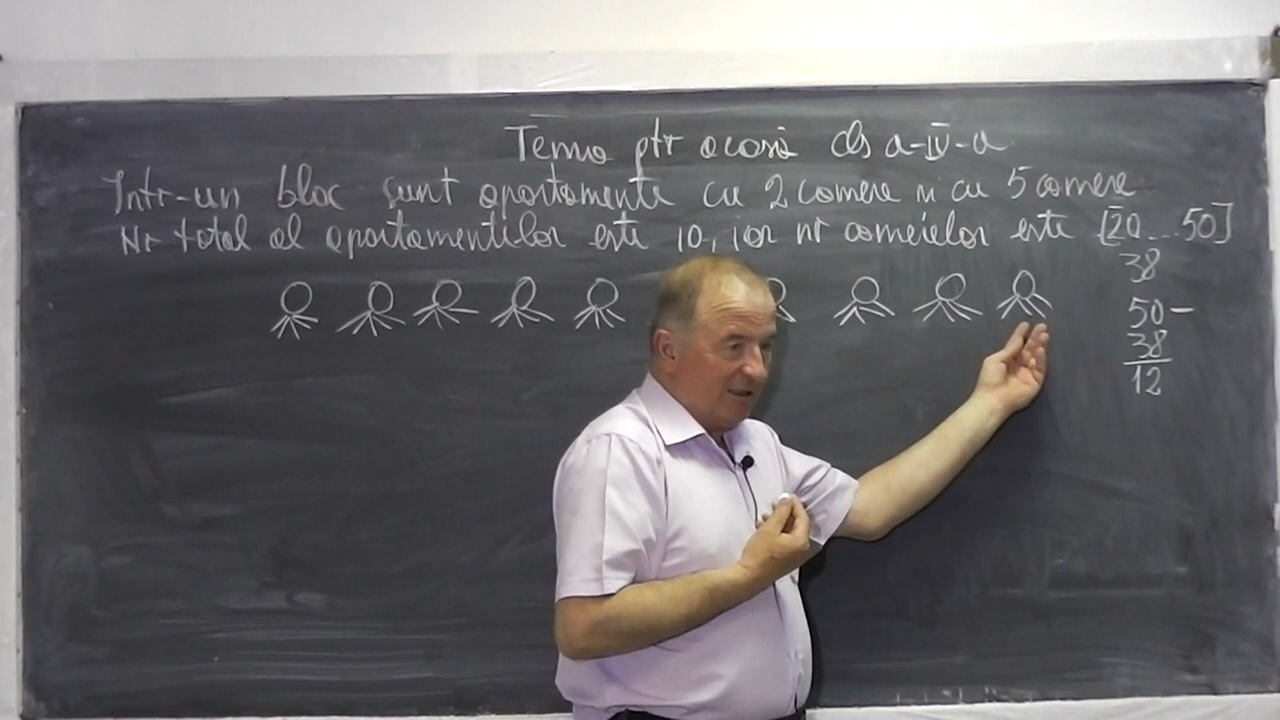 Tema ptr acasă cls a-IV-a
Intr-un bloc sunt apartamente cu 2 camere și cu 5 camere
Nr total al apartamentelor este 10, iar nr camerelor este [20...50]
38
50 -
38
12